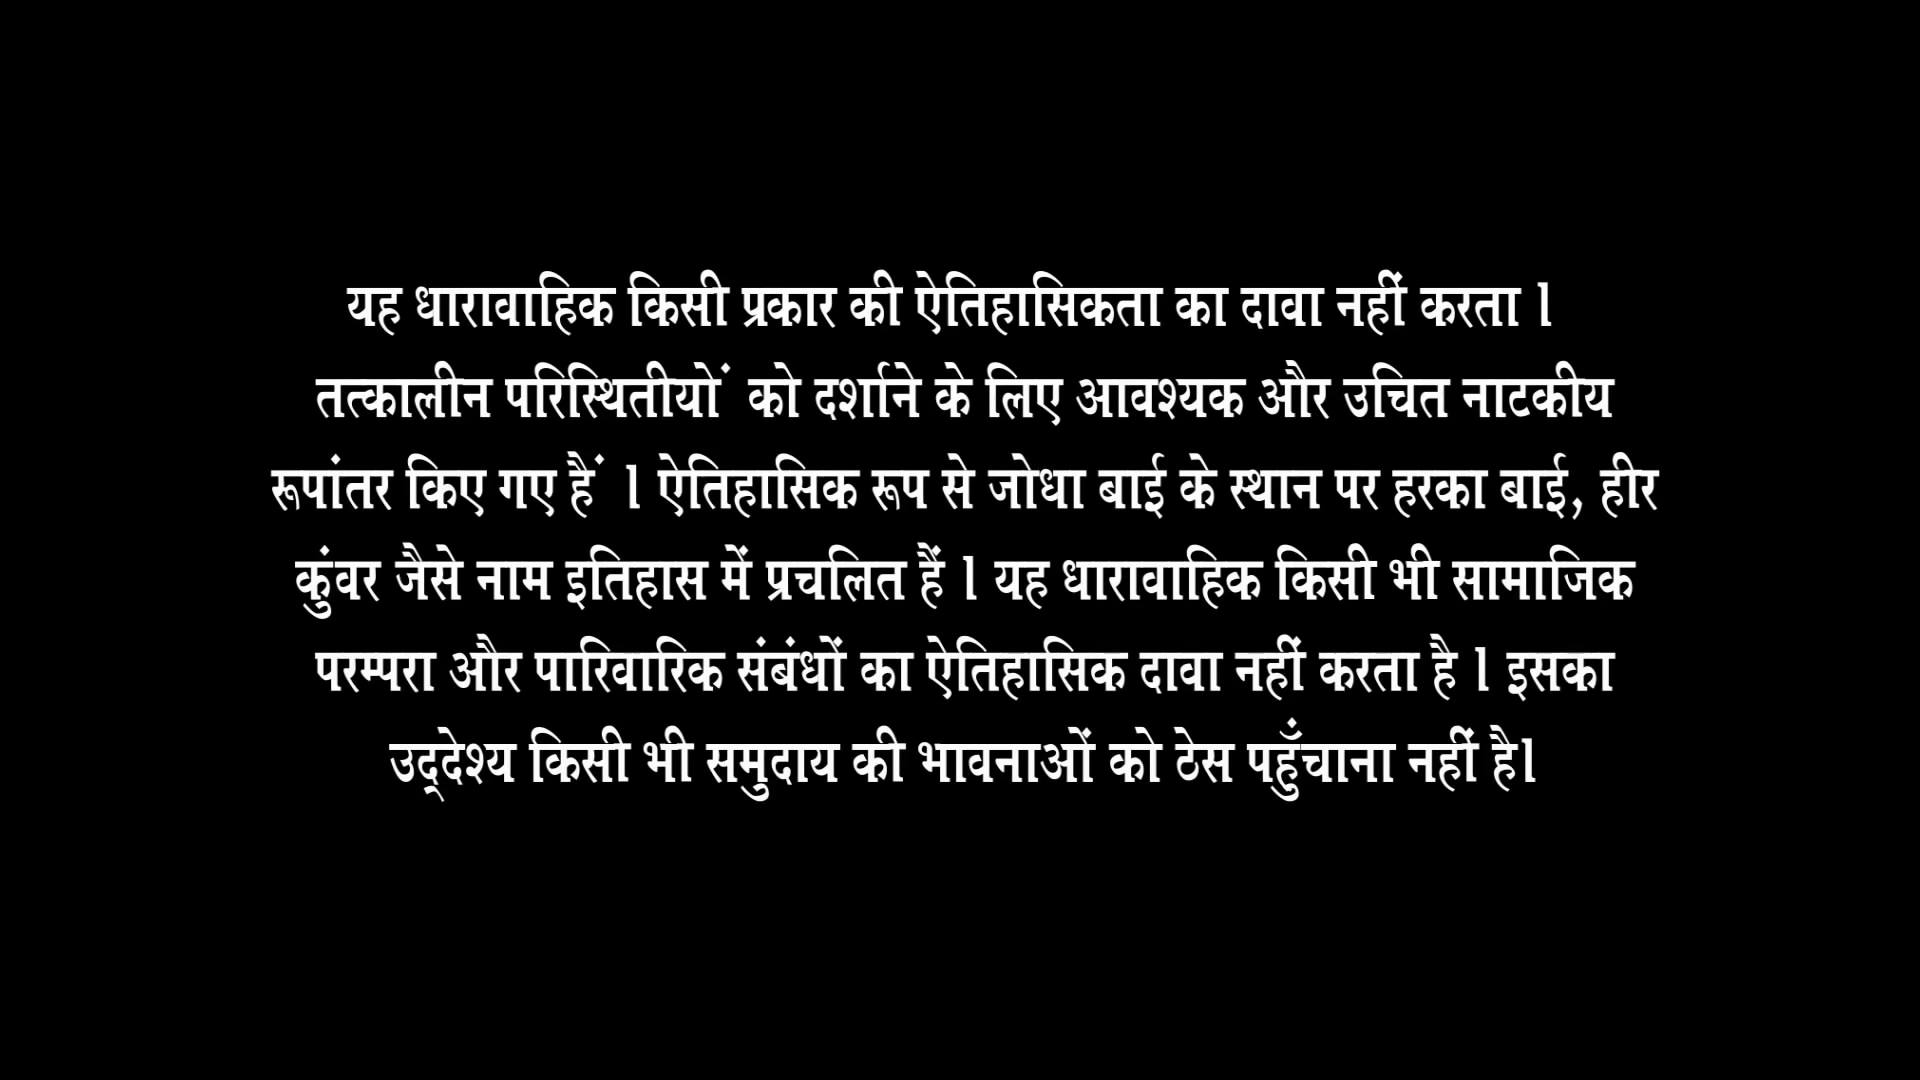 यह धारावाहिक किसी प्रकार की ऐतिहासिकता का दावा नहीं करता l
तत्कालीन परिस्थितीयों को दर्शाने के लिए आवश्यक और उचित नाटकीय
रूपांतर किए गए हैं l ऐतिहासिक रूप से जोधा बाई के स्थान पर हरका बाई, हीर
कुंवर जैसे नाम इतिहास में प्रचलित हैं l यह धारावाहिक किसी भी सामाजिक
परम्परा और पारिवारिक संबंधों का ऐतिहासिक दावा नहीं करता है l इसका
उद्‌देश्य किसी भी समुदाय की भावनाओं को ठेस पहुँंचाना नहीं है।